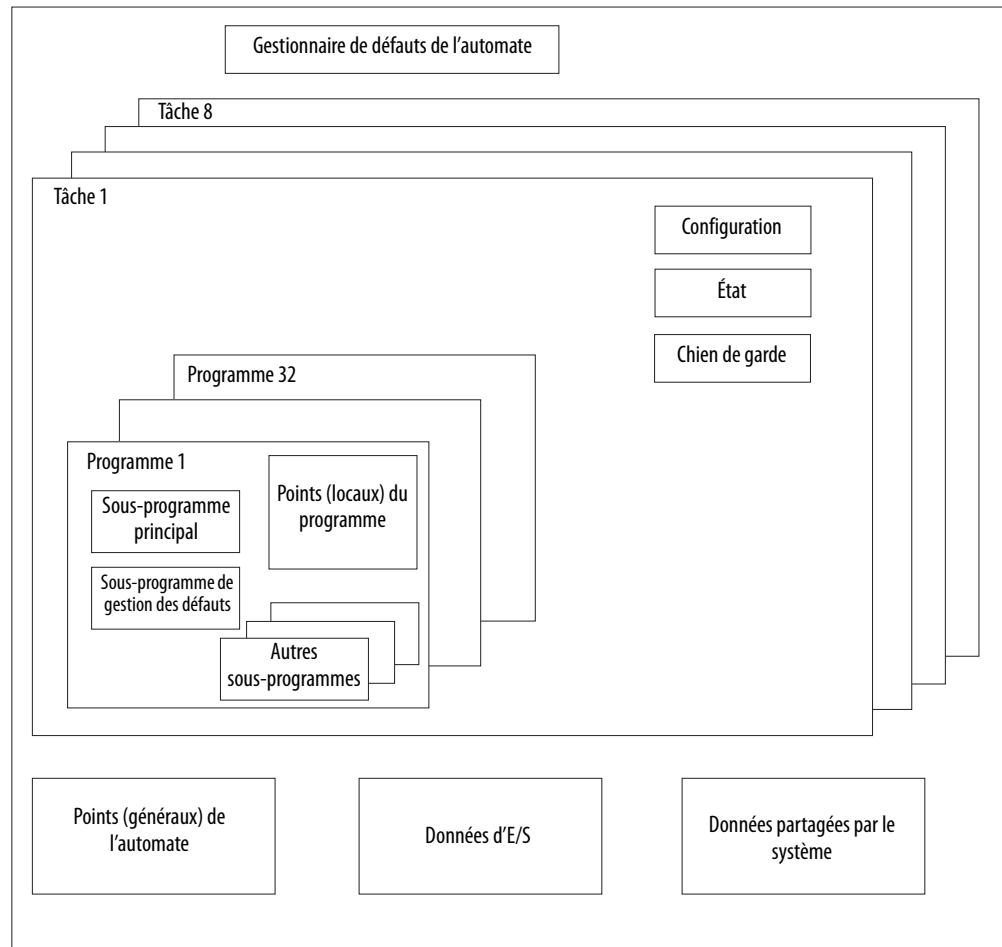 Gestionnaire de défauts de l’automate
Tâche 8
Tâche 1
Configuration
État
Chien de garde
Programme 32
Programme 1
Points (locaux) du
programme
Sous-programme
principal
Sous-programme de
gestion des défauts
Autres
sous-programmes
Points (généraux) de
l’automate
Données d’E/S
Données partagées par le
système